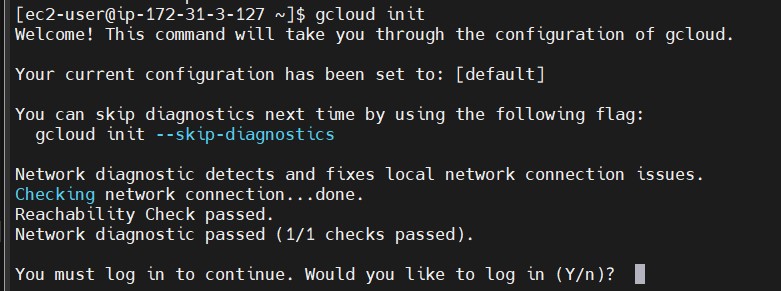 [ec2-user@ip-172-31-3-127 ~]$ gcloud init
Welcome! This command will take you through the configuration of gcloud.
Your current configuration has been set to: [default]
You can skip diagnostics next time by using the following flag:
  gcloud init --skip-diagnostics
Network diagnostic detects and fixes local network connection issues.
Checking network connection...done.
Reachability Check passed.
Network diagnostic passed (1/1 checks passed).
You must log in to continue. Would you like to log in (Y/n)?